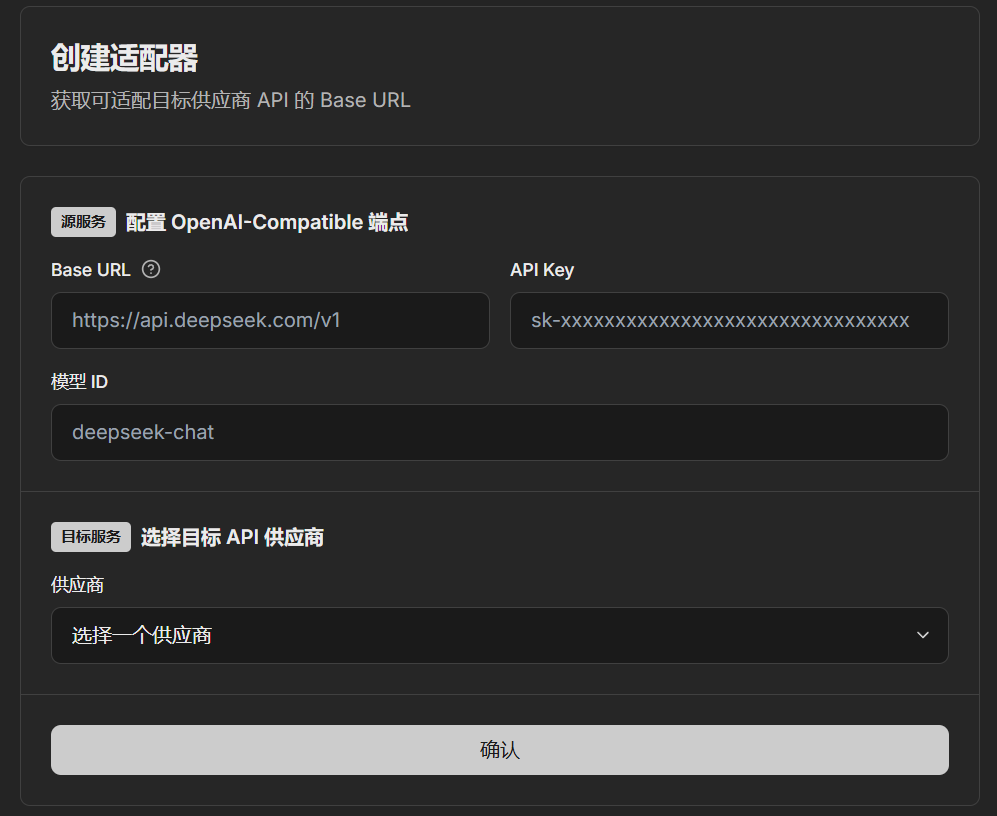 创建适配器
获取可适配目标供应商 API 的 Base URL
源服务 配置 OpenAI-Compatible 端点
Base URL ?
API Key
https://api.deepseek.com/v1
sk-xxxxxxxxxxxxxxxxxxxxxxxxxxxxxxxx
模型 ID
deepseek-chat
目标服务 选择目标 API 供应商
供应商
选择一个供应商
确认